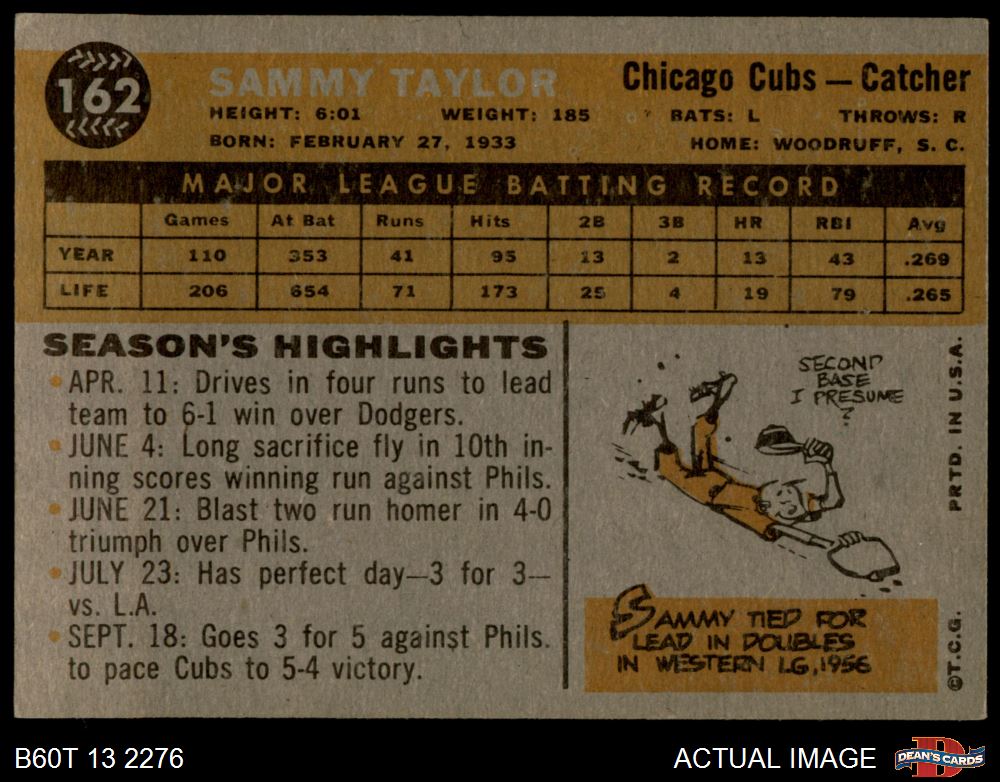 162
SAMMY TAYLOR
Chicago Cubs — Catcher
HEIGHT: 6:01 WEIGHT: 185 BATS: L THROWS: R
BORN: FEBRUARY 27, 1933 HOME: WOODRUFF, S. C.
MAJOR LEAGUE BATTING RECORD
Games At Bat Runs Hits 2B 3B HR RBI Avg
YEAR 110 353 41 95 13 2 13 43 .269
LIFE 206 654 71 173 25 4 19 79 .265
SEASON'S HIGHLIGHTS
APR. 11: Drives in four runs to lead
team to 6-1 win over Dodgers.
JUNE 4: Long sacrifice fly in 10th in-
ning scores winning run against Phils.
JUNE 21: Blast two run homer in 4-0
triumph over Phils.
JULY 23: Has perfect day—3 for 3—
vs. L.A.
SEPT. 18: Goes 3 for 5 against Phils.
to pace Cubs to 5-4 victory.
SECOND
BASE
I PRESUME
?
SAMMY TIED FOR
LEAD IN DOUBLES
IN WESTERN LG, 1956
PRTD. IN U.S.A.
©T.C.G.
B60T 13 2276
ACTUAL IMAGE
D
DEAN'S CARDS